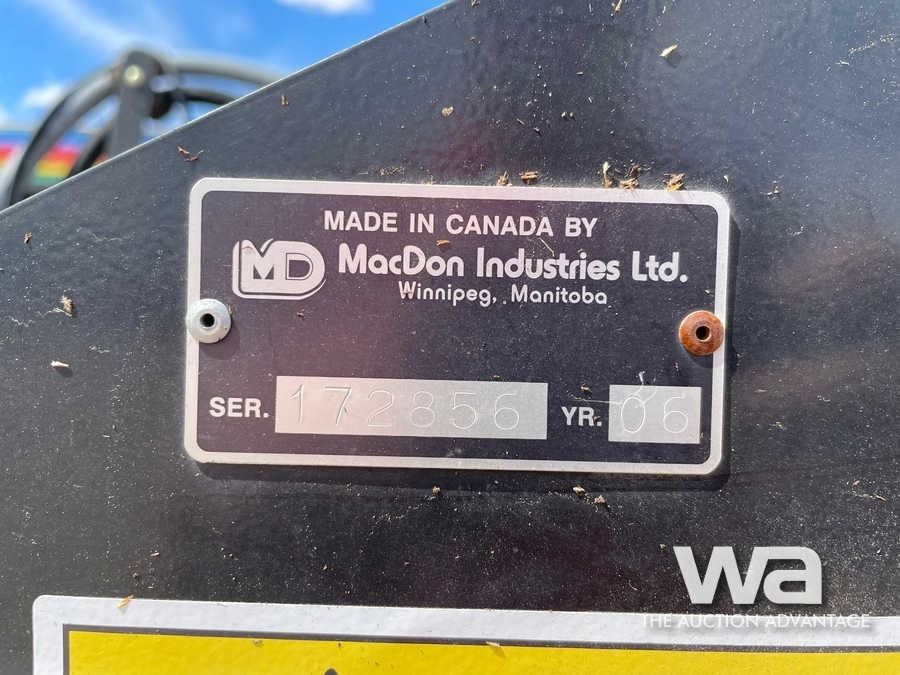 MADE IN CANADA BY
MD MacDon Industries Ltd.
Winnipeg, Manitoba
SER. 172856 YR. 06
wa
THE AUCTION ADVANTAGE